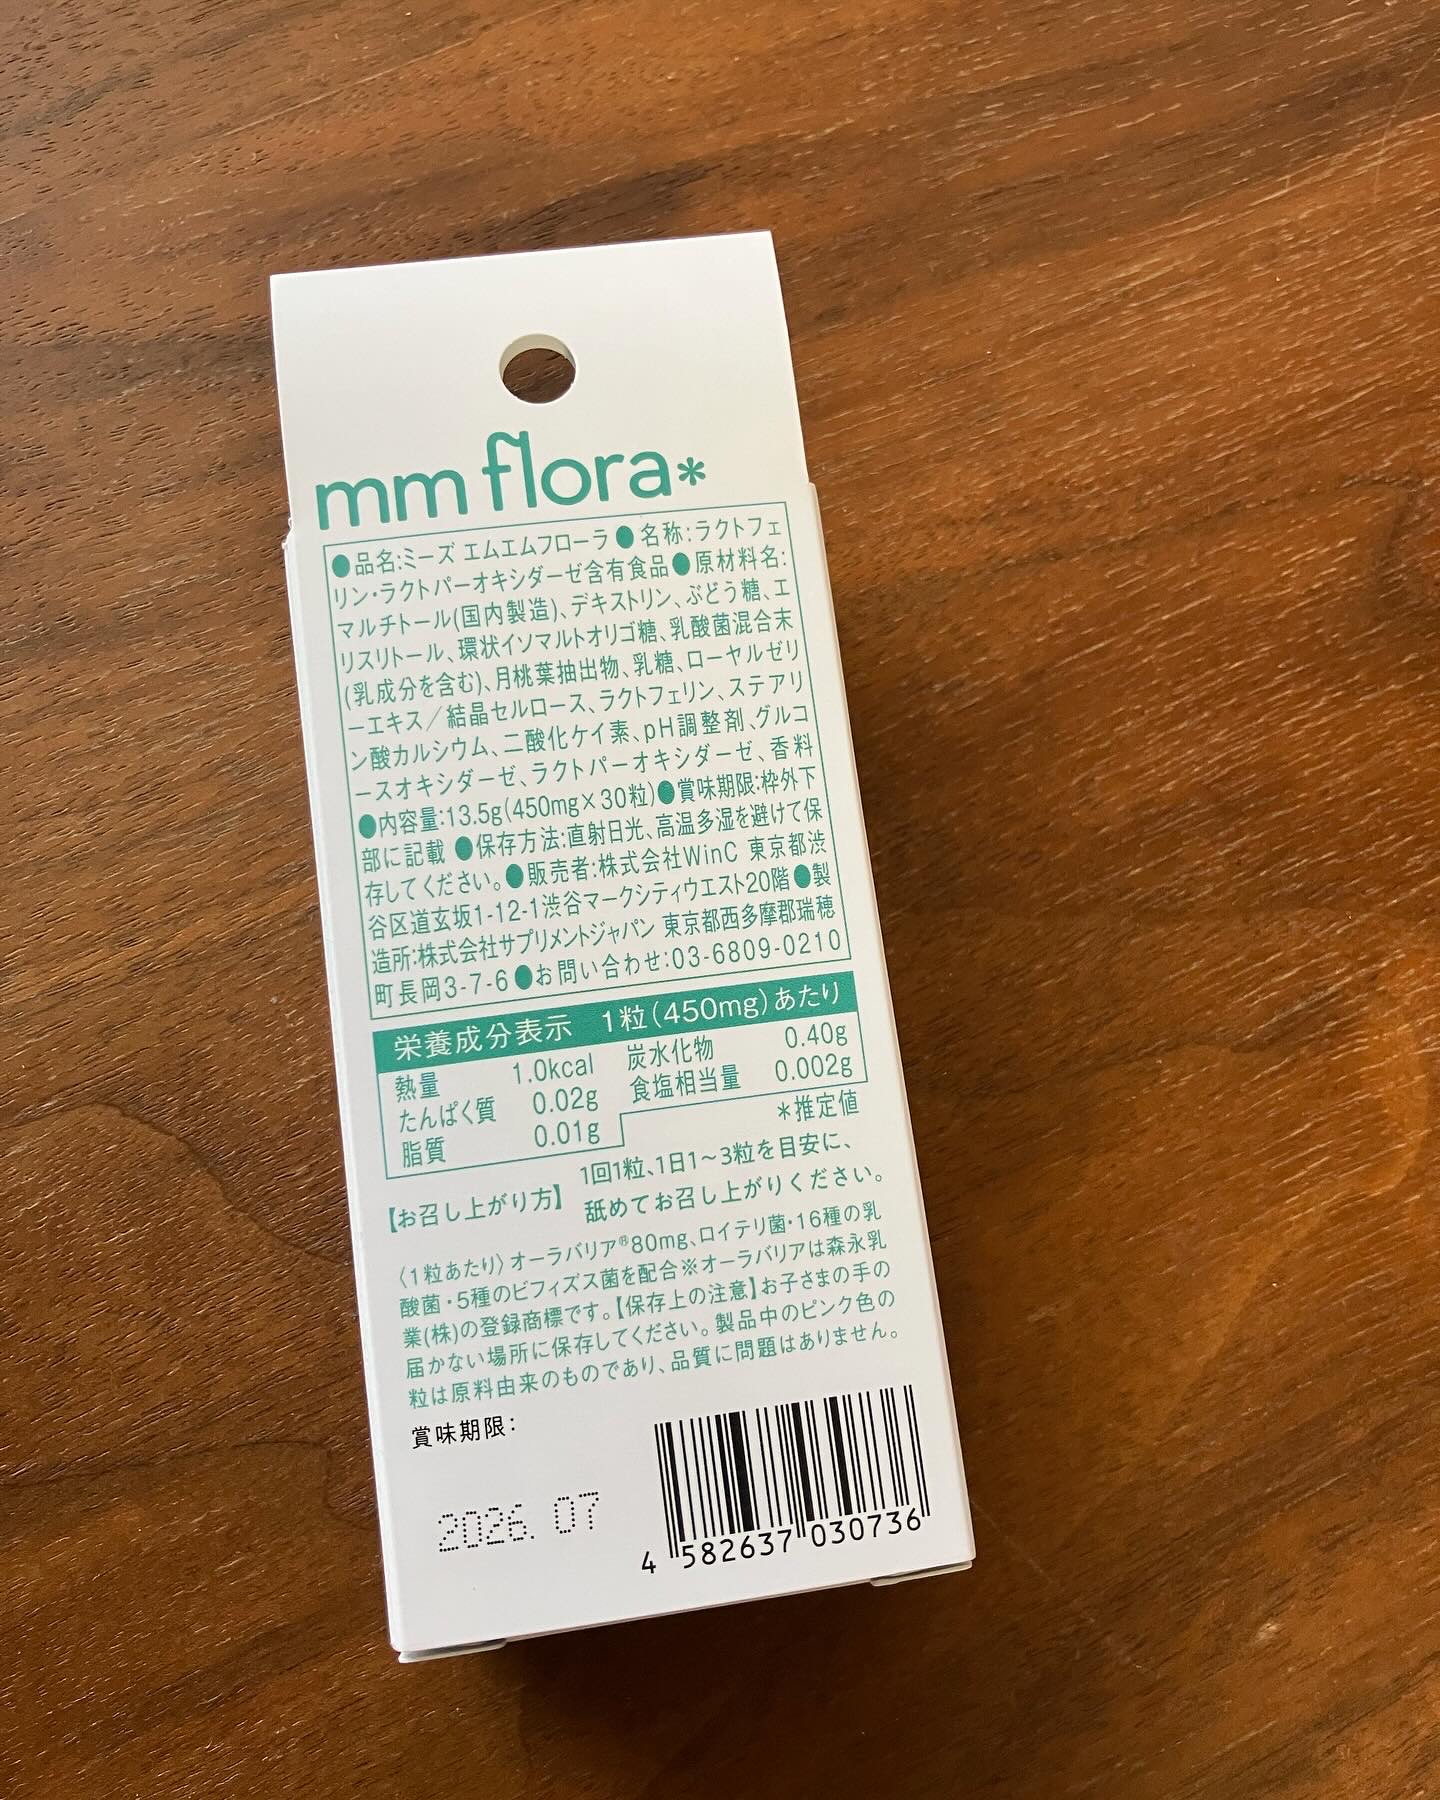 mm flora*
●品名:ミーズ エムエムフローラ ●名称:ラクトフェ
リン・ラクトパーオキシダーゼ含有食品●原材料名:
マルチトール(国内製造)、デキストリン、ぶどう糖、エ
リスリトール、環状イソマルトオリゴ糖、乳酸菌混合末
(乳成分を含む)、月桃葉抽出物、乳糖、ローヤルゼリ
ーエキス/結晶セルロース、ラクトフェリン、ステアリ
ン酸カルシウム、二酸化ケイ素、pH調整剤、グルコ
ースオキシダーゼ、ラクトパーオキシダーゼ、香料
●内容量:13.5g(450mg×30粒)●賞味期限:枠外下
部に記載 ●保存方法:直射日光、高温多湿を避けて保
存してください。●販売者:株式会社WinC 東京都渋
谷区道玄坂1-12-1渋谷マークシティウエスト20階●製
造所:株式会社サプリメントジャパン 東京都西多摩郡瑞穂
町長岡3-7-6●お問い合わせ:03-6809-0210
栄養成分表示 1粒(450mg)あたり
熱量 1.0kcal 炭水化物 0.40g
たんぱく質 0.02g 食塩相当量 0.002g
脂質 0.01g
*推定値
【お召し上がり方】 1回1粒、1日1〜3粒を目安に、
舐めてお召し上がりください。
〈1粒あたり〉オーラバリア®80mg、ロイテリ菌・16種の乳
酸菌・5種のビフィズス菌を配合※オーラバリアは森永乳
業(株)の登録商標です。【保存上の注意】お子さまの手の
届かない場所に保存してください。製品中のピンク色の
粒は原料由来のものであり、品質に問題はありません。
賞味期限:
2026. 07
4 582637 030736